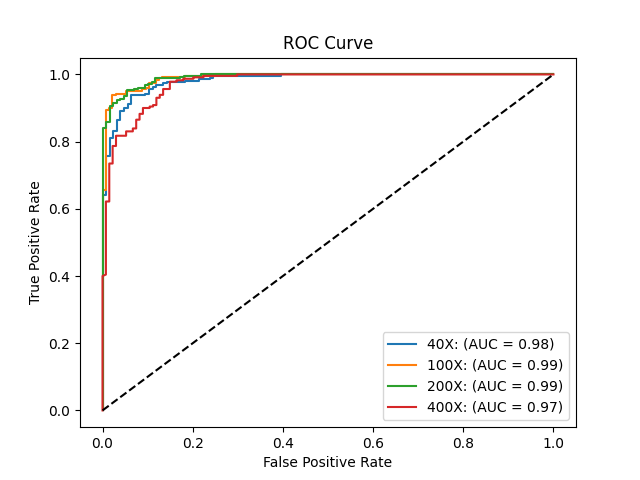 ROC Curve
True Positive Rate
1.0
0.8
0.6
0.4
0.2
0.0
40X: (AUC = 0.98)
100X: (AUC = 0.99)
200X: (AUC = 0.99)
400X: (AUC = 0.97)
0.0 0.2 0.4 0.6 0.8 1.0
False Positive Rate